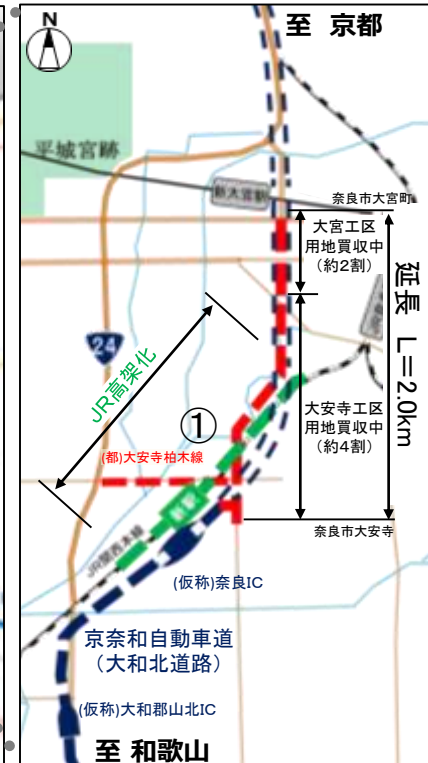 N
至 京都
平城宮跡
新大宮駅
奈良市大宮町
大宮工区
用地買収中
(約2割)
延長 L=2.0km
24
JR高架化
大安寺工区
用地買収中
(約4割)
①
(都)大安寺柏木線
新駅
JR関西本線
奈良市大安寺
(仮称)奈良IC
京奈和自動車道
(大和北道路)
(仮称)大和郡山北IC
至 和歌山